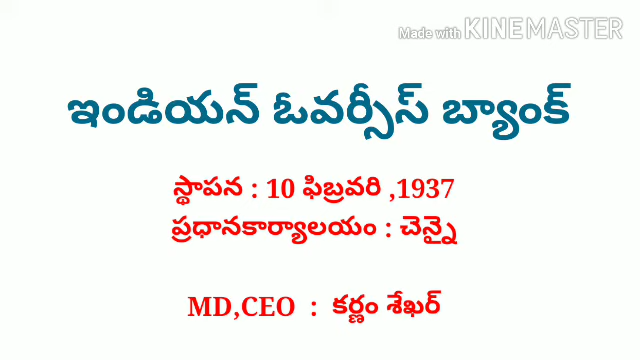 Made with KINEMASTER
ఇండియన్ ఓవర్సీస్ బ్యాంక్
స్థాపన : 10 ఫిబ్రవరి ,1937
ప్రధానకార్యాలయం : చెన్నై
MD,CEO : కర్ణం శేఖర్